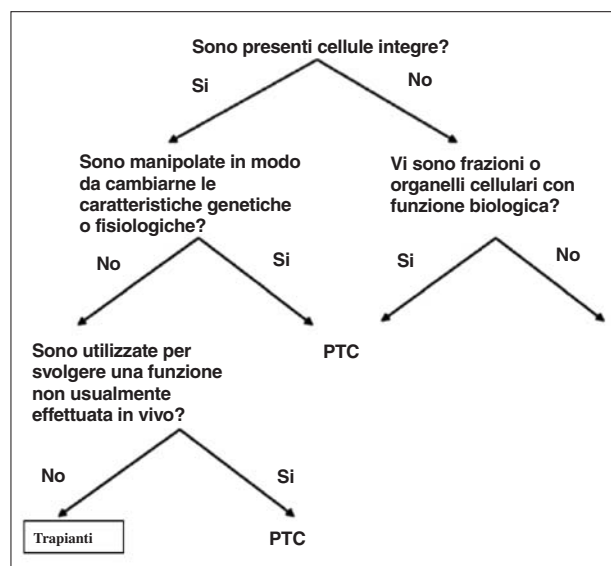 Sono presenti cellule integre?
Si
No
Sono manipolate in modo
da cambiarne le
caratteristiche genetiche
o fisiologiche?
Vi sono frazioni o
organelli cellulari con
funzione biologica?
No
Si
Si
No
Sono utilizzate per
svolgere una funzione
non usualmente
effettuata in vivo?
PTC
No
Si
Trapianti
PTC